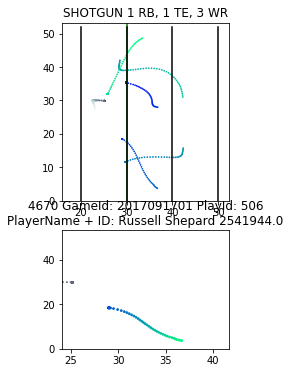 SHOTGUN 1 RB, 1 TE, 3 WR
50
40
30
20
10
0
20 30 40 50
4670 GameId: 2017091701 PlayId: 506
PlayerName + ID: Russell Shepard 2541944.0
40
20
0
25 30 35 40